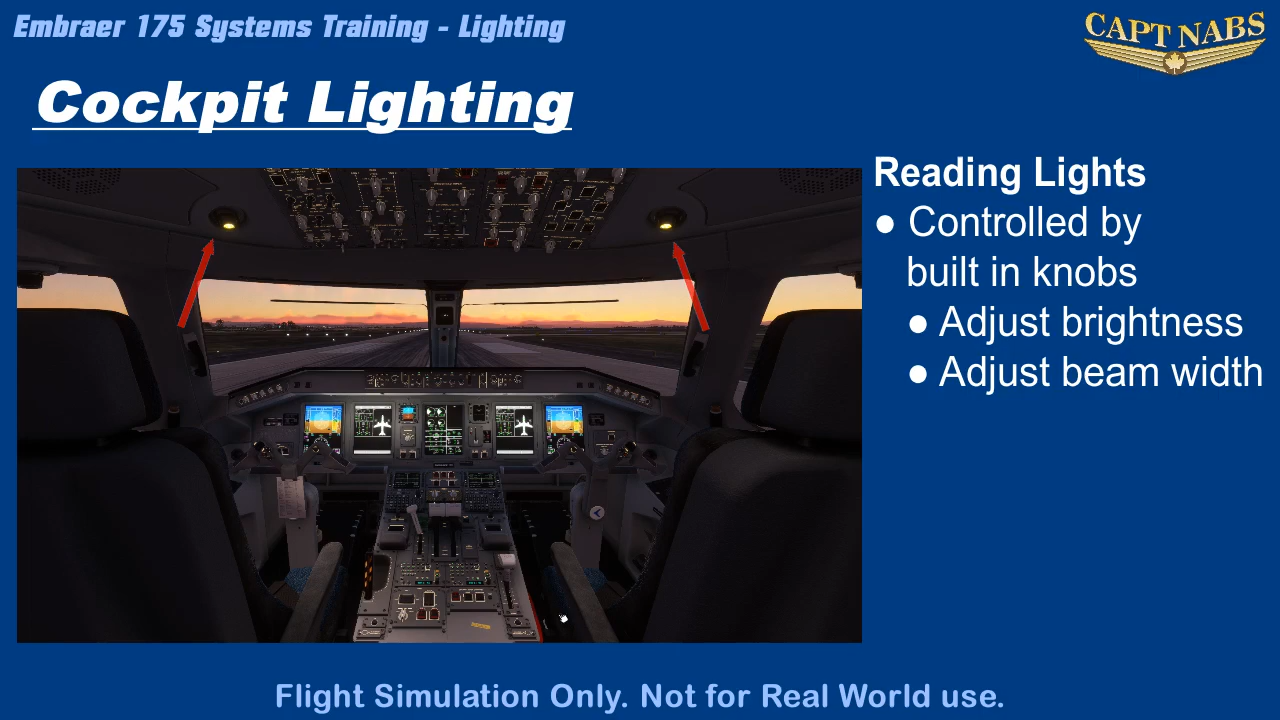 Embraer 175 Systems Training - Lighting
CAPT NABS
Cockpit Lighting
Reading Lights
● Controlled by
built in knobs
● Adjust brightness
● Adjust beam width
Flight Simulation Only. Not for Real World use.